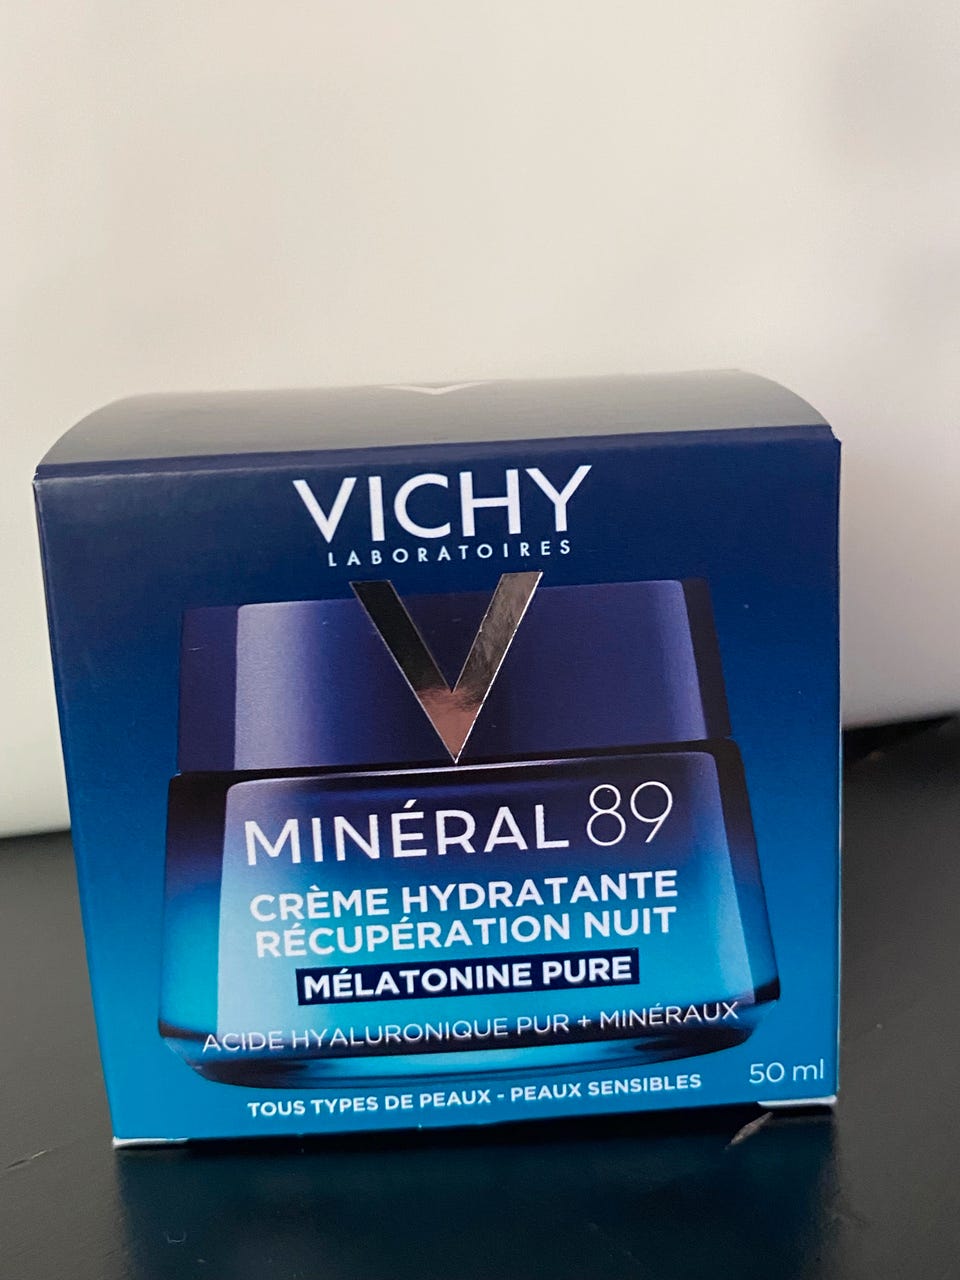 VICHY
LABORATOIRES
MINÉRAL 89
CRÈME HYDRATANTE
RÉCUPÉRATION NUIT
MÉLATONINE PURE
ACIDE HYALURONIQUE PUR + MINÉRAUX
50 ml
TOUS TYPES DE PEAUX - PEAUX SENSIBLES